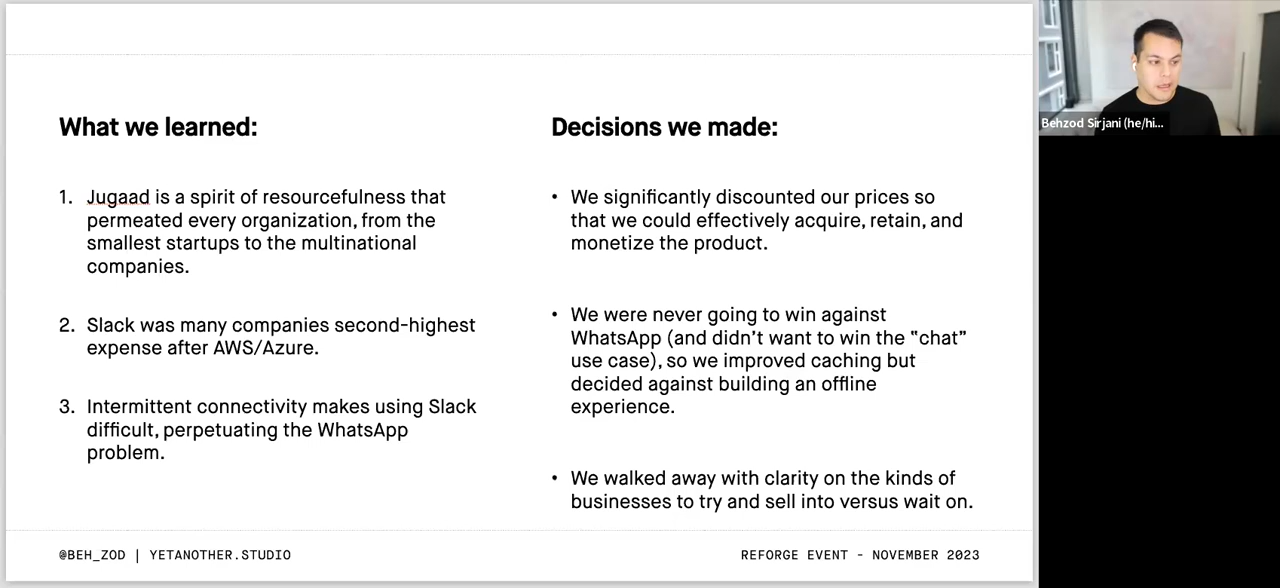 What we learned:
1. Jugaad is a spirit of resourcefulness that
permeated every organization, from the
smallest startups to the multinational
companies.
2. Slack was many companies second-highest
expense after AWS/Azure.
3. Intermittent connectivity makes using Slack
difficult, perpetuating the WhatsApp
problem.
Decisions we made:
• We significantly discounted our prices so
that we could effectively acquire, retain, and
monetize the product.
• We were never going to win against
WhatsApp (and didn’t want to win the "chat”
use case), so we improved caching but
decided against building an offline
experience.
• We walked away with clarity on the kinds of
businesses to try and sell into versus wait on.
@BEH_ZOD | YETANOTHER.STUDIO
REFORGE EVENT - NOVEMBER 2023
Behzod Sirjani (he/hi...